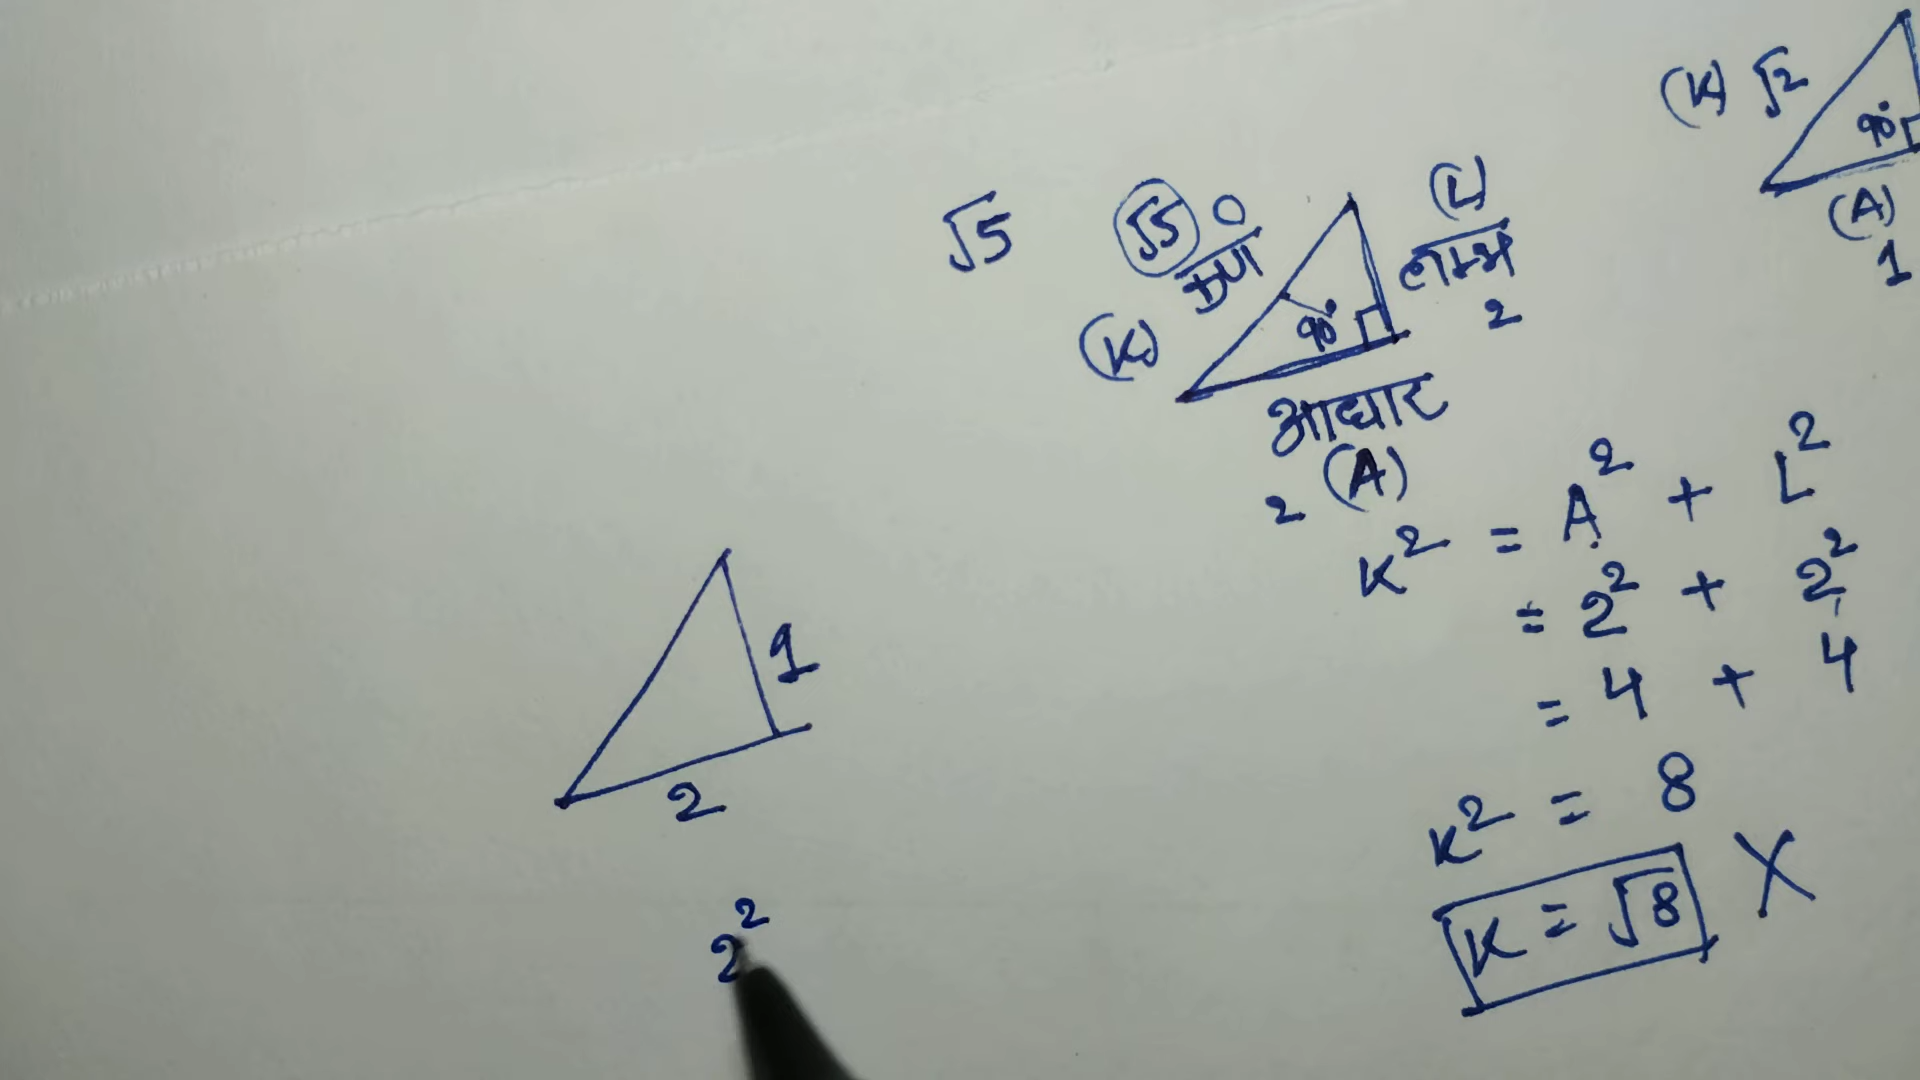 √5
√5
कर्ण
(K)
(L)
लम्ब
2
90°
आधार
(A)
2
(K) √2
90°
(A)
1
K² = A² + L²
= 2² + 2²
= 4 + 4
K² = 8
K = √8 X
1
2
2²